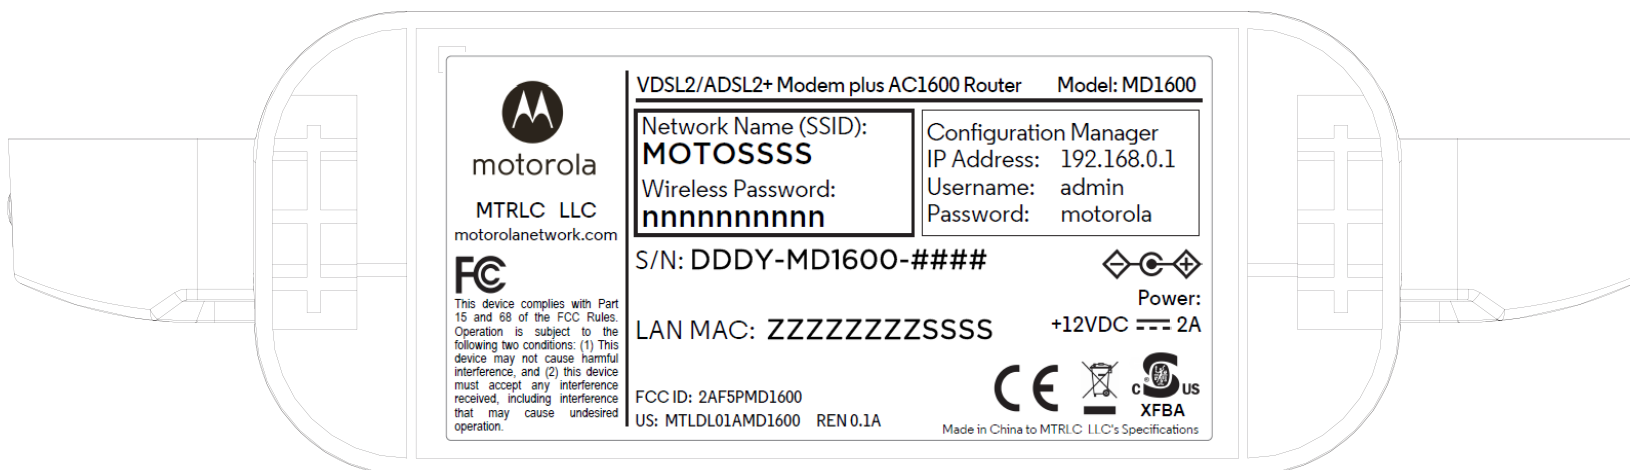 motorola
MTRLC LLC
motorolanetwork.com
FC
This device complies with Part
15 and 68 of the FCC Rules.
Operation is subject to the
following two conditions: (1) This
device may not cause harmful
interference, and (2) this device
must accept any interference
received, including interference
that may cause undesired
operation.
VDSL2/ADSL2+ Modem plus AC1600 Router Model: MD1600
Network Name (SSID):
MOTOSSSS
Wireless Password:
nnnnnnnnnn
Configuration Manager
IP Address: 192.168.0.1
Username: admin
Password: motorola
S/N: DDDY-MD1600-####
Power:
+12VDC 2A
LAN MAC: ZZZZZZZZSSSS
CE
C US
XFBA
FCC ID: 2AF5PMD1600
US: MTLDL01AMD1600 REN 0.1A
Made in China to MTRLC LLC's Specifications